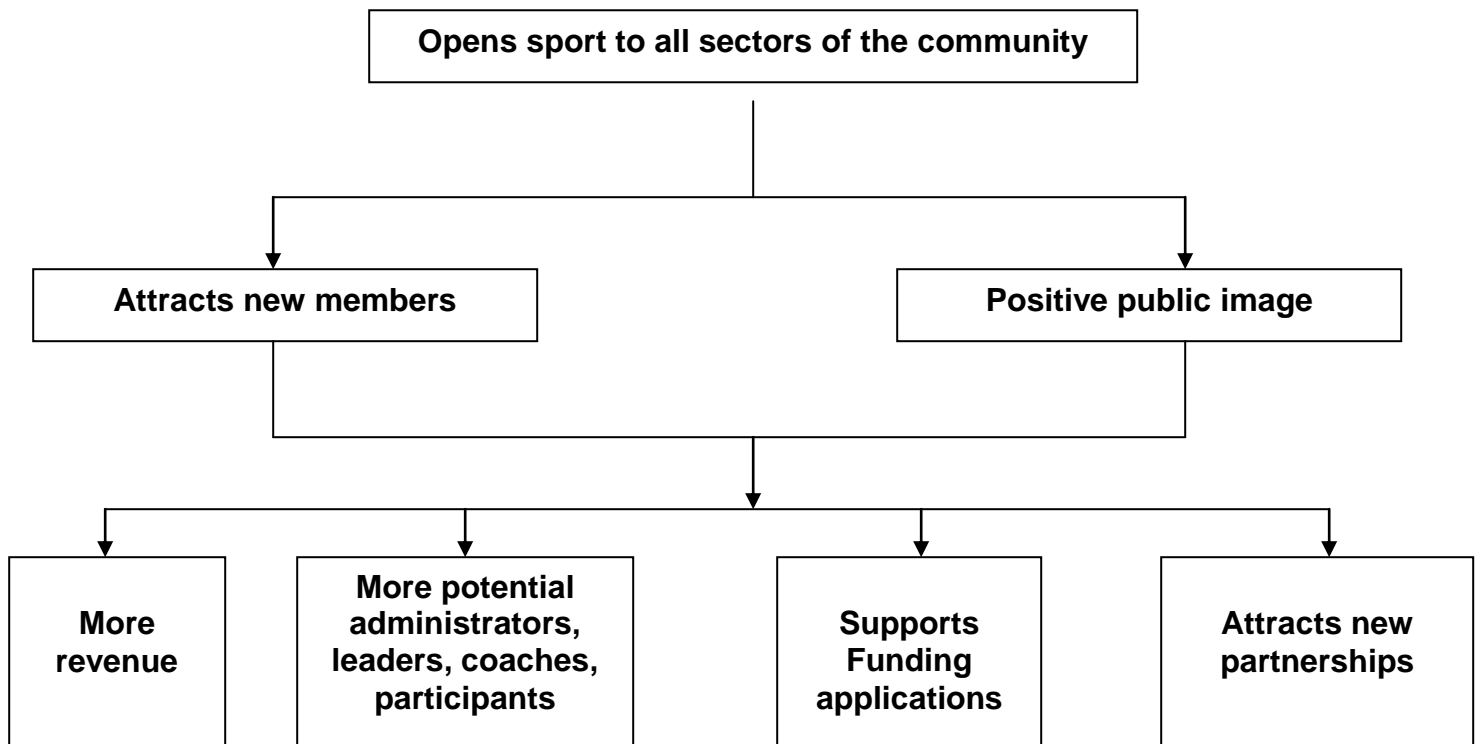 Opens sport to all sectors of the community
Attracts new members
Positive public image
More
revenue
More potential
administrators,
leaders, coaches,
participants
Supports
Funding
applications
Attracts new
partnerships